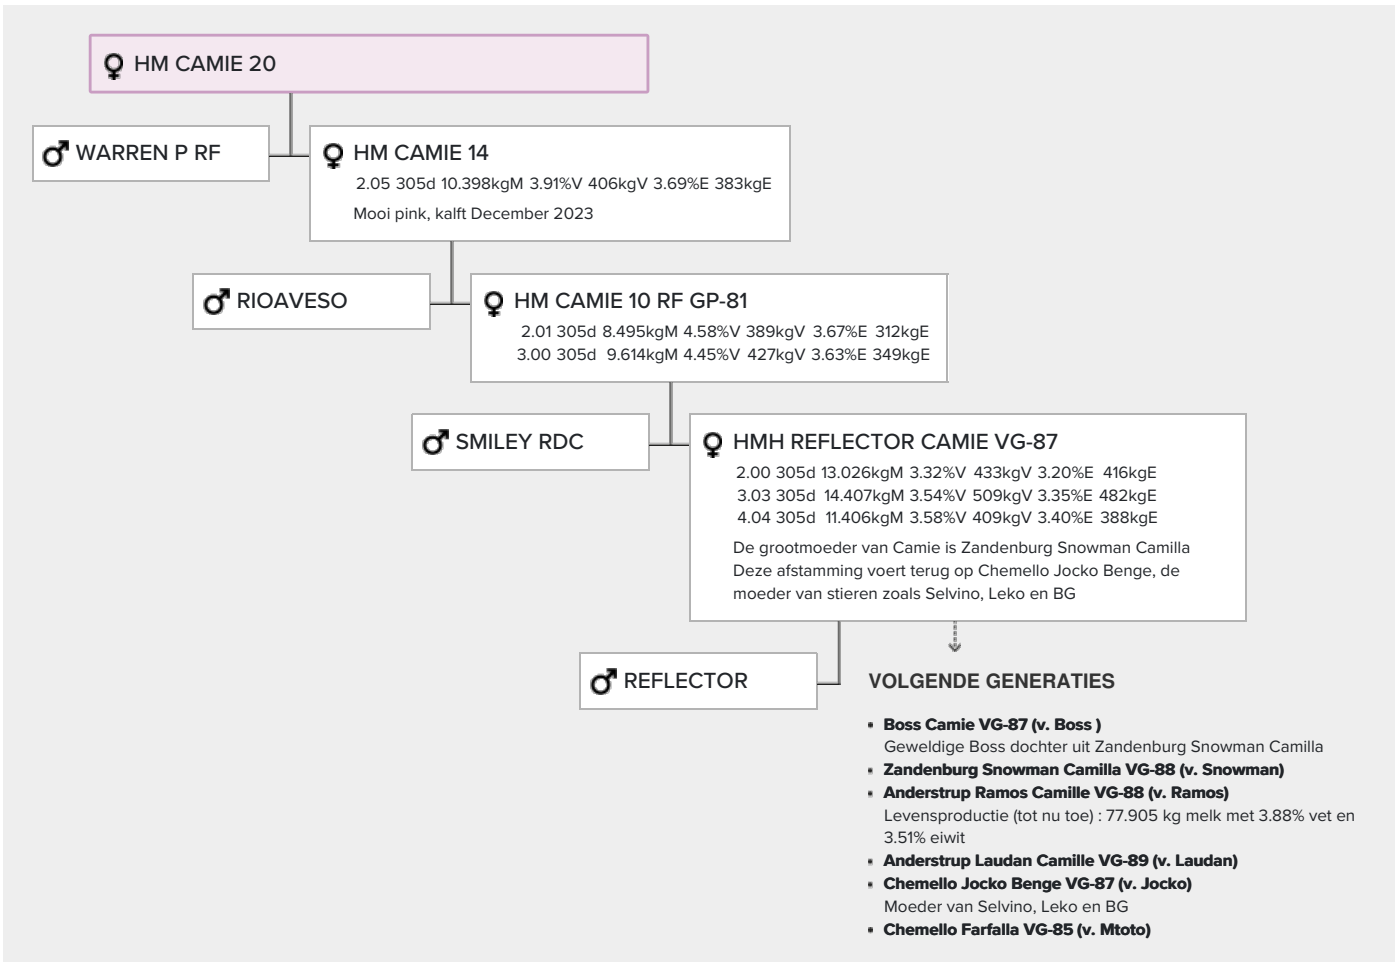 HM CAMIE 20
WARREN P RF
HM CAMIE 14
2.05 305d 10.398kgM 3.91%V 406kgV 3.69%E 383kgE
Mooi pink, kalft December 2023
RIOAVESO
HM CAMIE 10 RF GP-81
2.01 305d 8.495kgM 4.58%V 389kgV 3.67%E 312kgE
3.00 305d 9.614kgM 4.45%V 427kgV 3.63%E 349kgE
SMILEY RDC
HMH REFLECTOR CAMIE VG-87
2.00 305d 13.026kgM 3.32%V 433kgV 3.20%E 416kgE
3.03 305d 14.407kgM 3.54%V 509kgV 3.35%E 482kgE
4.04 305d 11.406kgM 3.58%V 409kgV 3.40%E 388kgE
De grootmoeder van Camie is Zandenburg Snowman Camilla
Deze afstamming voert terug op Chemello Jocko Benge, de
moeder van stieren zoals Selvino, Leko en BG
REFLECTOR
VOLGENDE GENERATIES
Boss Camie VG-87 (v. Boss )
Geweldige Boss dochter uit Zandenburg Snowman Camilla
Zandenburg Snowman Camilla VG-88 (v. Snowman)
Anderstrup Ramos Camille VG-88 (v. Ramos)
Levensproductie (tot nu toe) : 77.905 kg melk met 3.88% vet en
3.51% eiwit
Anderstrup Laudan Camille VG-89 (v. Laudan)
Chemello Jocko Benge VG-87 (v. Jocko)
Moeder van Selvino, Leko en BG
Chemello Farfalla VG-85 (v. Mtoto)